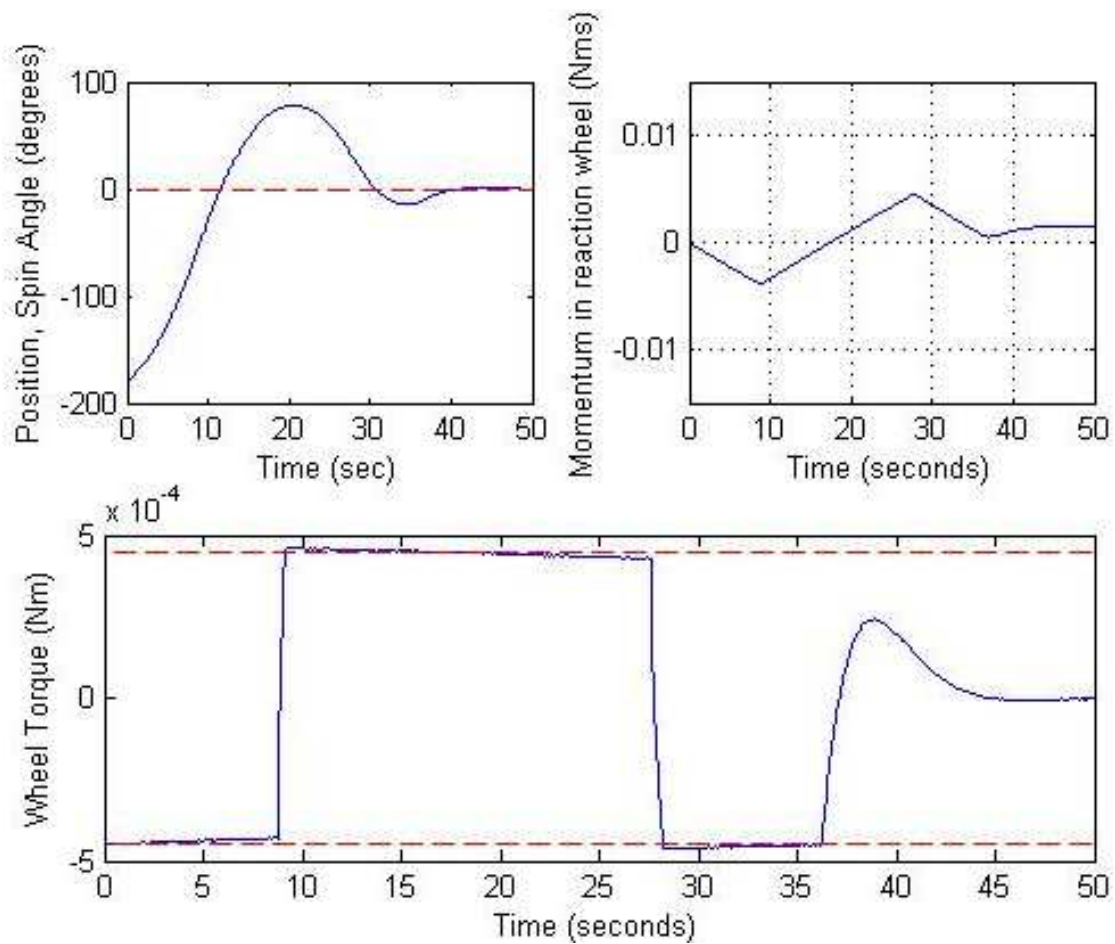 Position, Spin Angle (degrees)
100
0
-100
-200
0 10 20 30 40 50
Time (sec)
Momentum in reaction wheel (Nms)
0.01
0
-0.01
0 10 20 30 40 50
Time (seconds)
x 10^-4
Wheel Torque (Nm)
5
0
-5
0 5 10 15 20 25 30 35 40 45 50
Time (seconds)